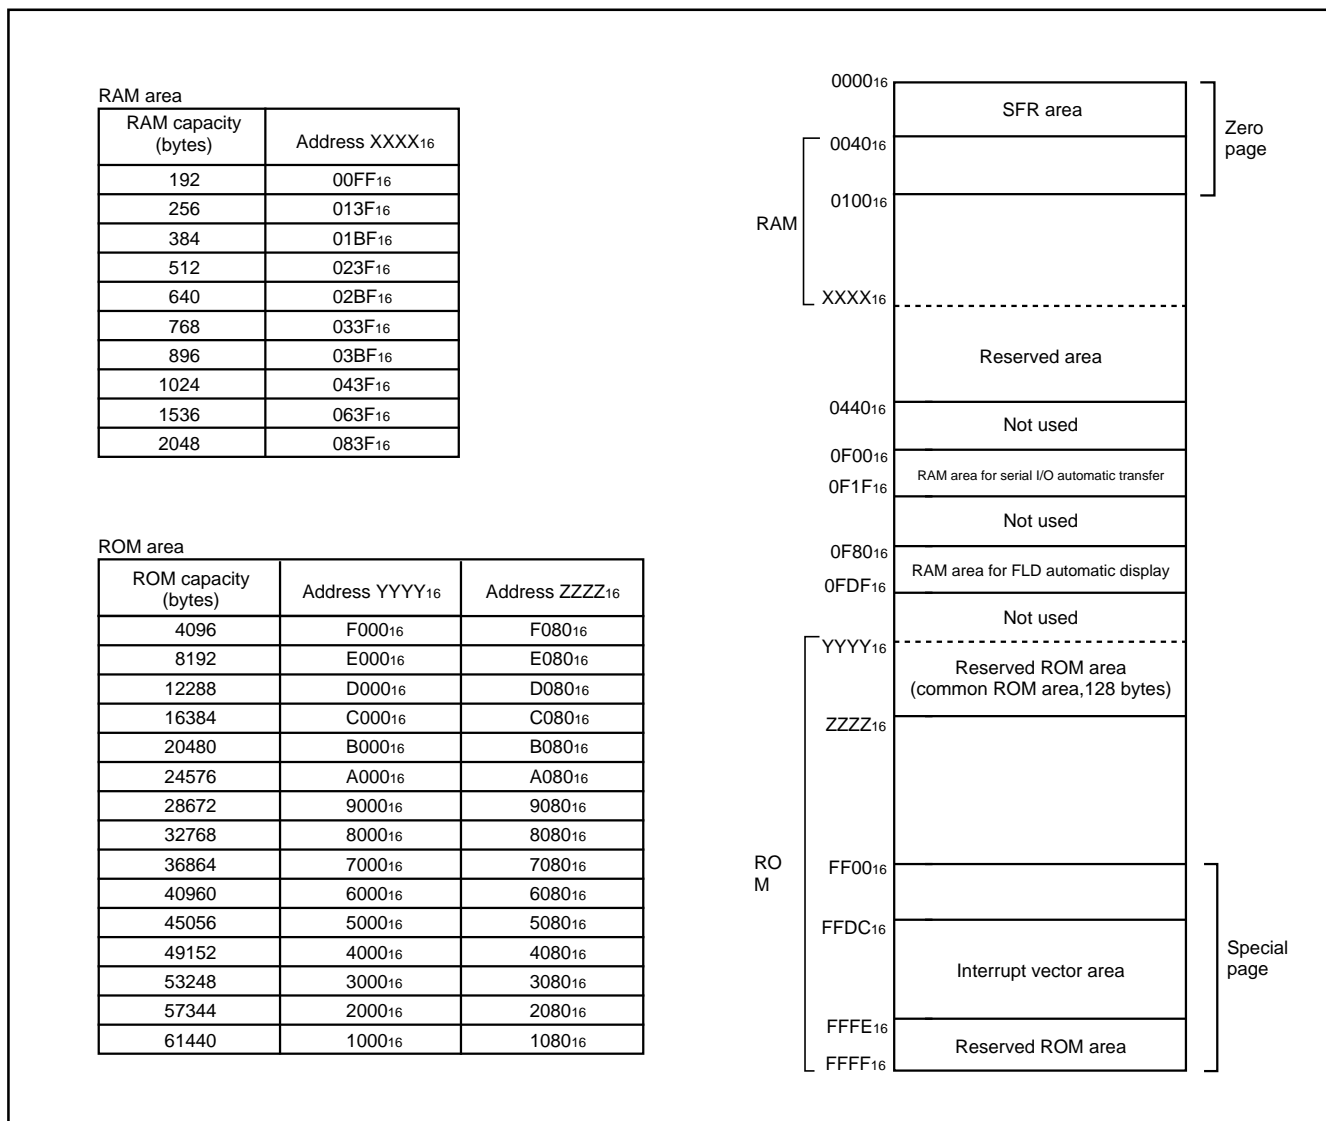 RAM area
RAM capacity (bytes) Address XXXX16
192 00FF16
256 013F16
384 01BF16
512 023F16
640 02BF16
768 033F16
896 03BF16
1024 043F16
1536 063F16
2048 083F16
ROM area
ROM capacity (bytes) Address YYYY16 Address ZZZZ16
4096 F00016 F08016
8192 E00016 E08016
12288 D00016 D08016
16384 C00016 C08016
20480 B00016 B08016
24576 A00016 A08016
28672 900016 908016
32768 800016 808016
36864 700016 708016
40960 600016 608016
45056 500016 508016
49152 400016 408016
53248 300016 308016
57344 200016 208016
61440 100016 108016
000016
SFR area
Zero
page
004016
010016
RAM
XXXX16
Reserved area
044016
Not used
0F0016
RAM area for serial I/O automatic transfer
0F1F16
Not used
0F8016
RAM area for FLD automatic display
0FDF16
Not used
YYYY16
Reserved ROM area
(common ROM area,128 bytes)
ZZZZ16
RO
M
FF0016
FFDC16
Interrupt vector area
Special
page
FFFE16
Reserved ROM area
FFFF16